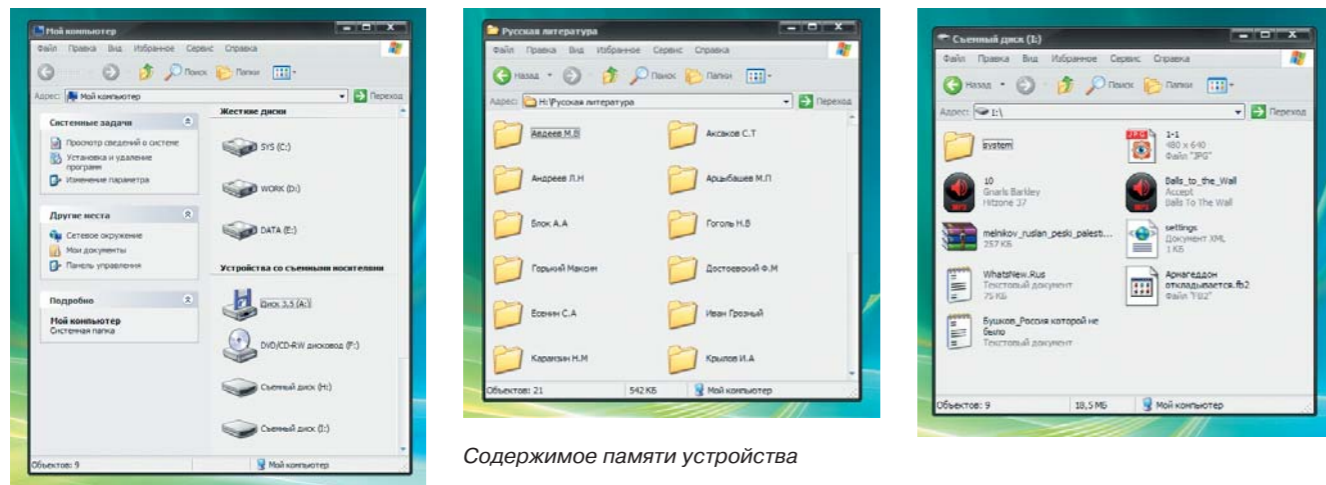 Мой компьютер
Файл Правка Вид Избранное Сервис Справка
Поиск Папки
Адрес: Мой компьютер Переход
Системные задачи
Просмотр сведений о системе
Установка и удаление
программ
Изменение параметра
Другие места
Сетевое окружение
Мои документы
Панель управления
Подробно
Мой компьютер
Системная папка
Жесткие диски
SYS (C:)
WORK (D:)
DATA (E:)
Устройства со съемными носителями
Диск 3,5 (A:)
DVD/CD-RW дисковод (F:)
Съемный диск (H:)
Съемный диск (I:)
Объектов: 9 Мой компьютер
Русская литература
Файл Правка Вид Избранное Сервис Справка
Назад Поиск Папки
Адрес: H:\Русская литература Переход
Авдеев М.В Аксаков С.Т
Андреев Л.Н Арцыбашев М.П
Блок А.А Гоголь Н.В
Горький Максим Достоевский Ф.М
Есенин С.А Иван Грозный
Карамзин Н.М Крылов И.А
Объектов: 21 542 КБ Мой компьютер
Содержимое памяти устройства
Съемный диск (I:)
Файл Правка Вид Избранное Сервис Справка
Назад Поиск Папки
Адрес: I:\ Переход
system
1-1
480 x 640
Файл "JPG"
10
Gnarls Barkley
Hitzone 37
Balls_to_the_Wall
Accept
Balls To The Wall
melnikov_ruslan_peski_palest...
257 КБ
settings
Документ XML
1 КБ
WhatsNew.Rus
Текстовый документ
75 КБ
Армагеддон
откладывается.fb2
Файл "FB2"
Бушков_Россия которой не
было
Текстовый документ
Объектов: 9 18,5 МБ Мой компьютер